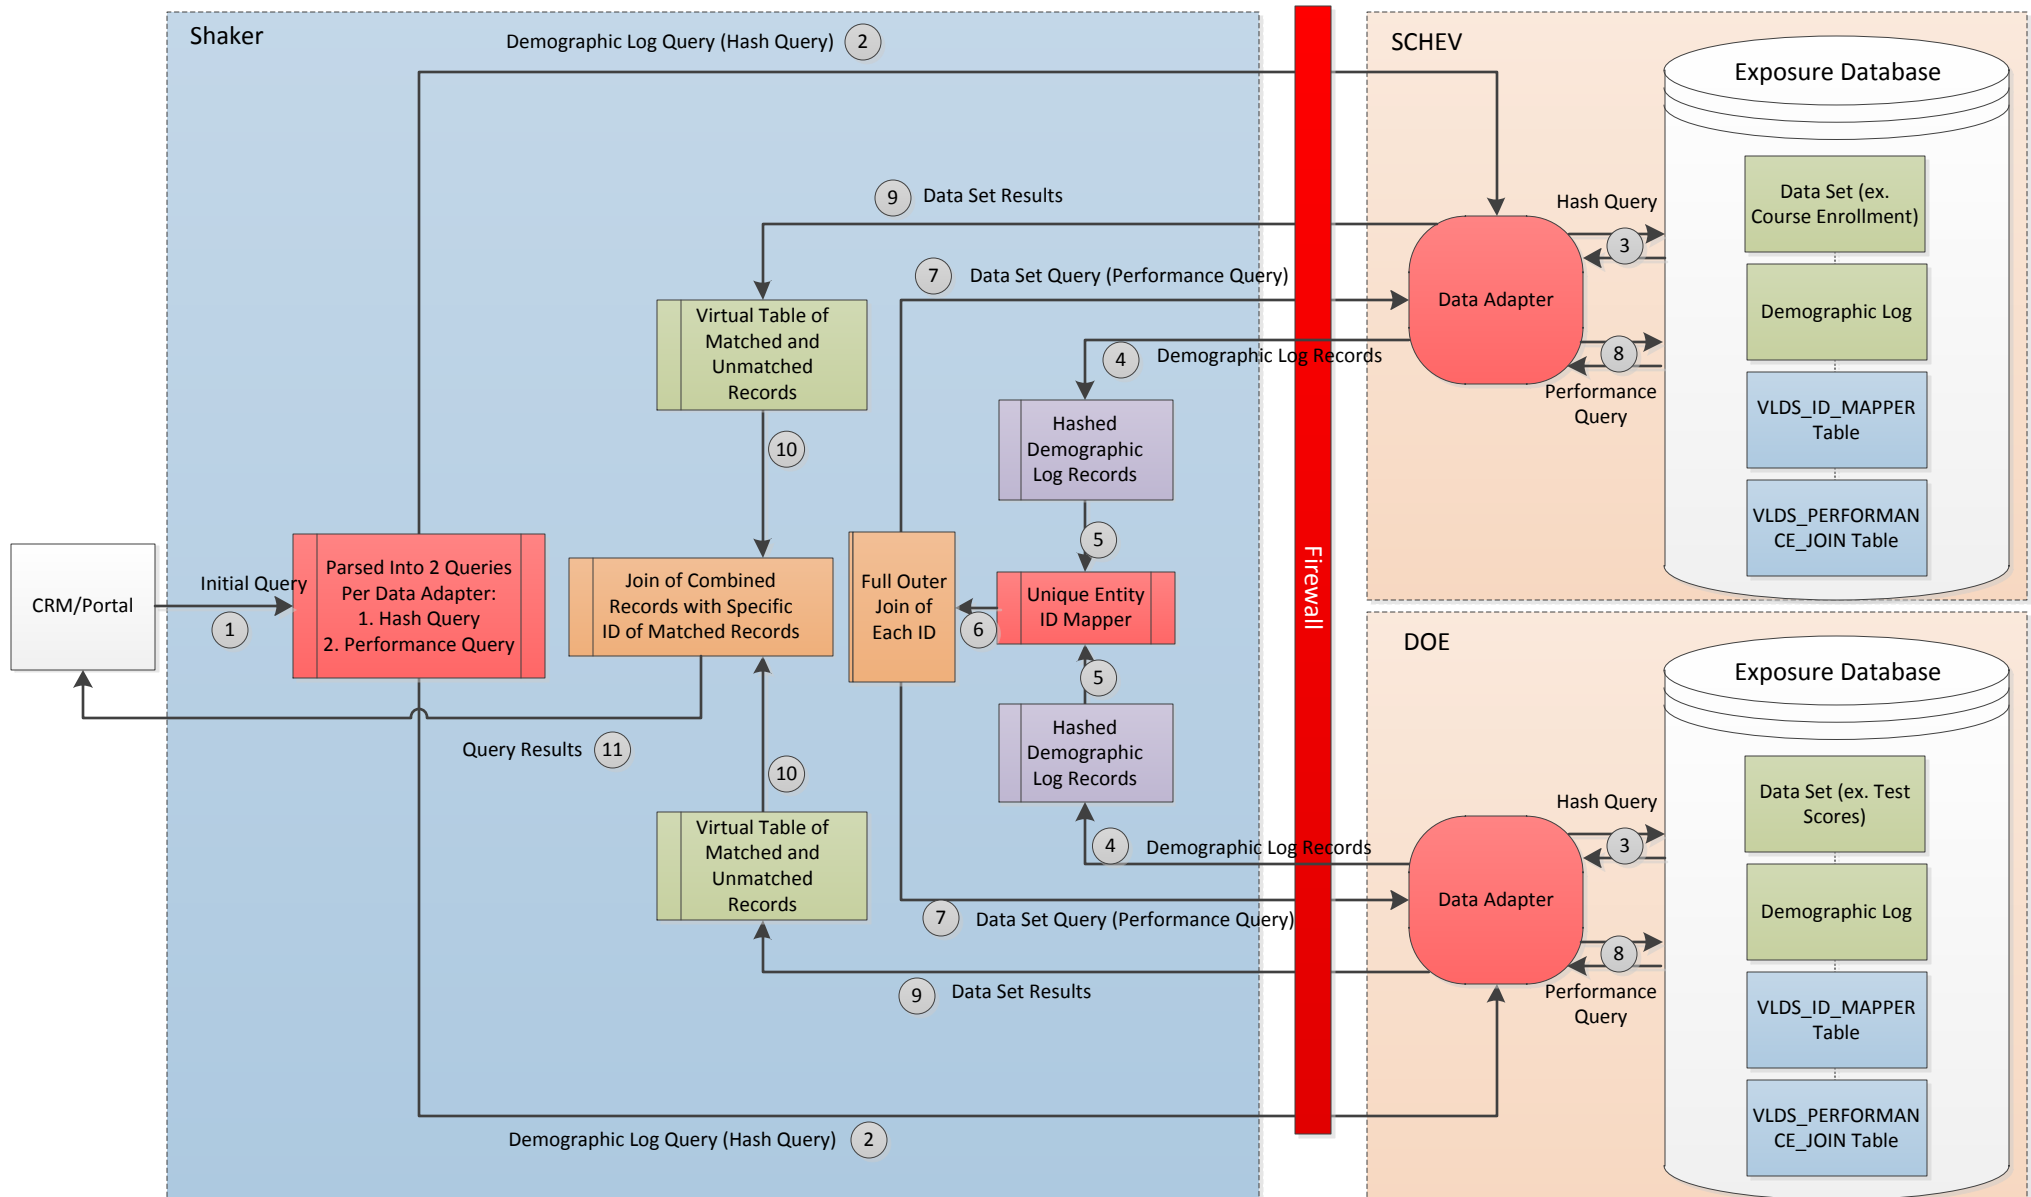 Shaker
Demographic Log Query (Hash Query)
2
SCHEV
Exposure Database
Data Set (ex.
Course Enrollment)
Demographic Log
VLDS_ID_MAPPER
Table
VLDS_PERFORMAN
CE_JOIN Table
Hash Query
3
Data Adapter
8
Performance
Query
9
Data Set Results
7
Data Set Query (Performance Query)
4
Demographic Log Records
Virtual Table of
Matched and
Unmatched
Records
10
Hashed
Demographic
Log Records
5
Firewall
CRM/Portal
Initial Query
1
Parsed Into 2 Queries
Per Data Adapter:
1. Hash Query
2. Performance Query
Join of Combined
Records with Specific
ID of Matched Records
Full Outer
Join of
Each ID
6
Unique Entity
ID Mapper
5
Hashed
Demographic
Log Records
Query Results
11
10
Virtual Table of
Matched and
Unmatched
Records
4
Demographic Log Records
7
Data Set Query (Performance Query)
9
Data Set Results
Demographic Log Query (Hash Query)
2
DOE
Exposure Database
Data Set (ex. Test
Scores)
Demographic Log
VLDS_ID_MAPPER
Table
VLDS_PERFORMAN
CE_JOIN Table
Hash Query
3
Data Adapter
8
Performance
Query